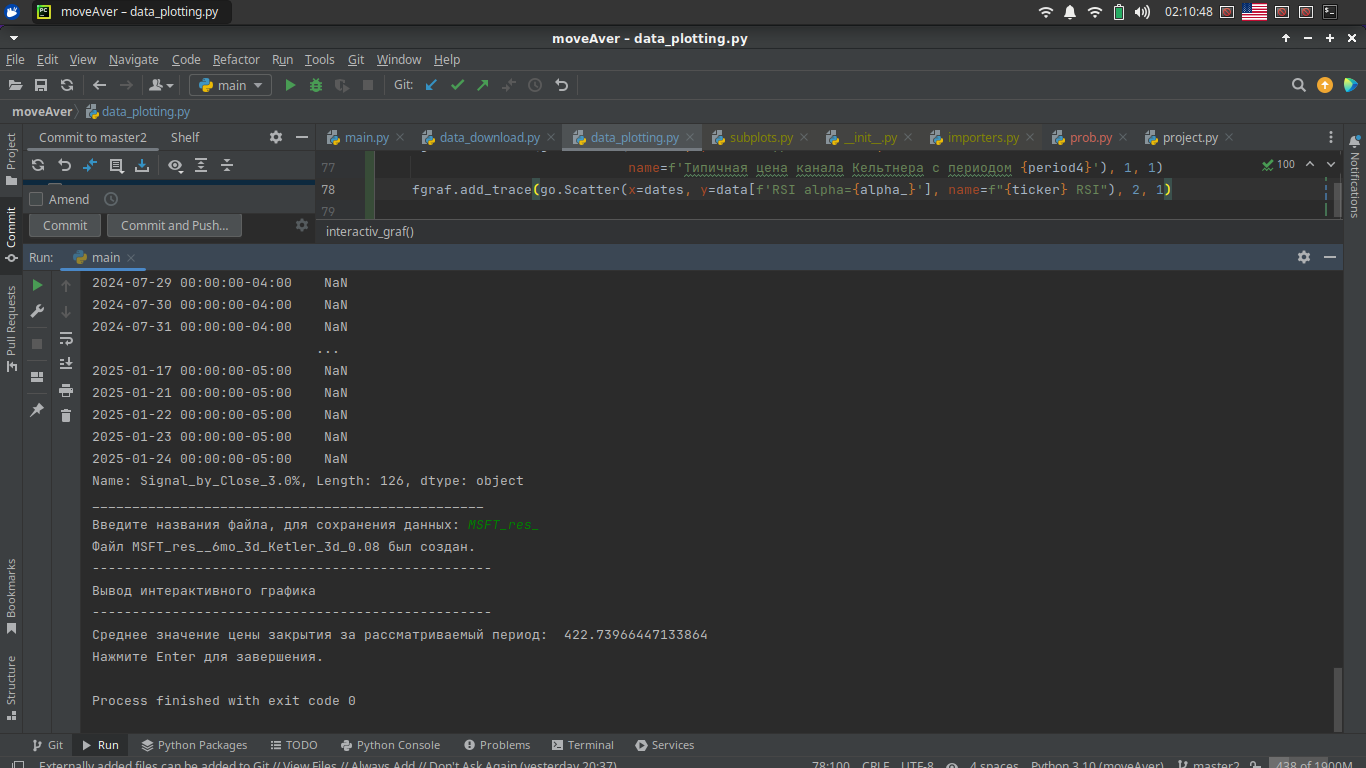 moveAver – data_plotting.py
02:10:48
moveAver – data_plotting.py
File Edit View Navigate Code Refactor Run Tools Git Window Help
main Git:
moveAver data_plotting.py
Commit to master2 Shelf
main.py data_download.py data_plotting.py subplots.py __init__.py importers.py prob.py project.py
Project
Commit
Pull Requests
Bookmarks
Structure
Notifications
Amend
Commit Commit and Push...
77 name=f'Типичная цена канала Кельтнера с периодом {period4}'), 1, 1)
100
78 fgraf.add_trace(go.Scatter(x=dates, y=data[f'RSI alpha={alpha_}'], name=f"{ticker} RSI"), 2, 1)
79
interactiv_graf()
Run: main
2024-07-29 00:00:00-04:00 NaN
2024-07-30 00:00:00-04:00 NaN
2024-07-31 00:00:00-04:00 NaN
...
2025-01-17 00:00:00-05:00 NaN
2025-01-21 00:00:00-05:00 NaN
2025-01-22 00:00:00-05:00 NaN
2025-01-23 00:00:00-05:00 NaN
2025-01-24 00:00:00-05:00 NaN
Name: Signal_by_Close_3.0%, Length: 126, dtype: object
_________________________________________________
Введите названия файла, для сохранения данных: MSFT_res_
Файл MSFT_res__6mo_3d_Ketler_3d_0.08 был создан.
--------------------------------------------------
Вывод интерактивного графика
--------------------------------------------------
Среднее значение цены закрытия за рассматриваемый период: 422.73966447133864
Нажмите Enter для завершения.
Process finished with exit code 0
Git Run Python Packages TODO Python Console Problems Terminal Services
Externally added files can be added to Git // View Files // Always Add // Don't Ask Again (yesterday 20:37) 78:100 CRLF UTF-8 4 spaces Python 3.10 (moveAver) master2 438 of 1900M